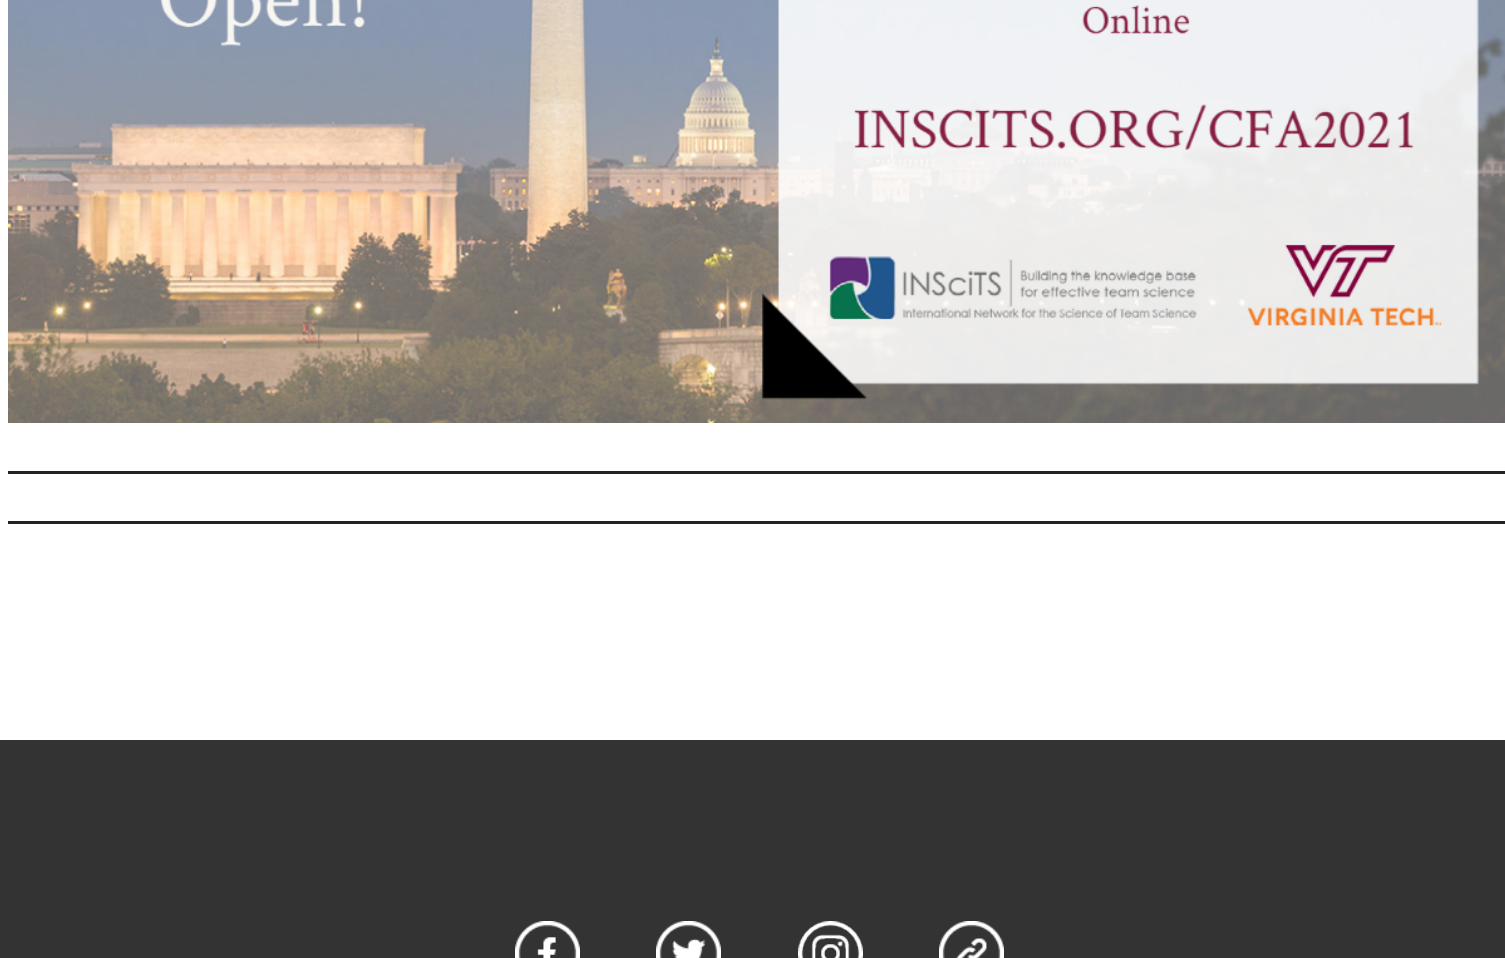 Open!
Online
INSCITS.ORG/CFA2021
INSciTS
Building the knowledge base
for effective team science
International Network for the Science of Team Science
VT
VIRGINIA TECH